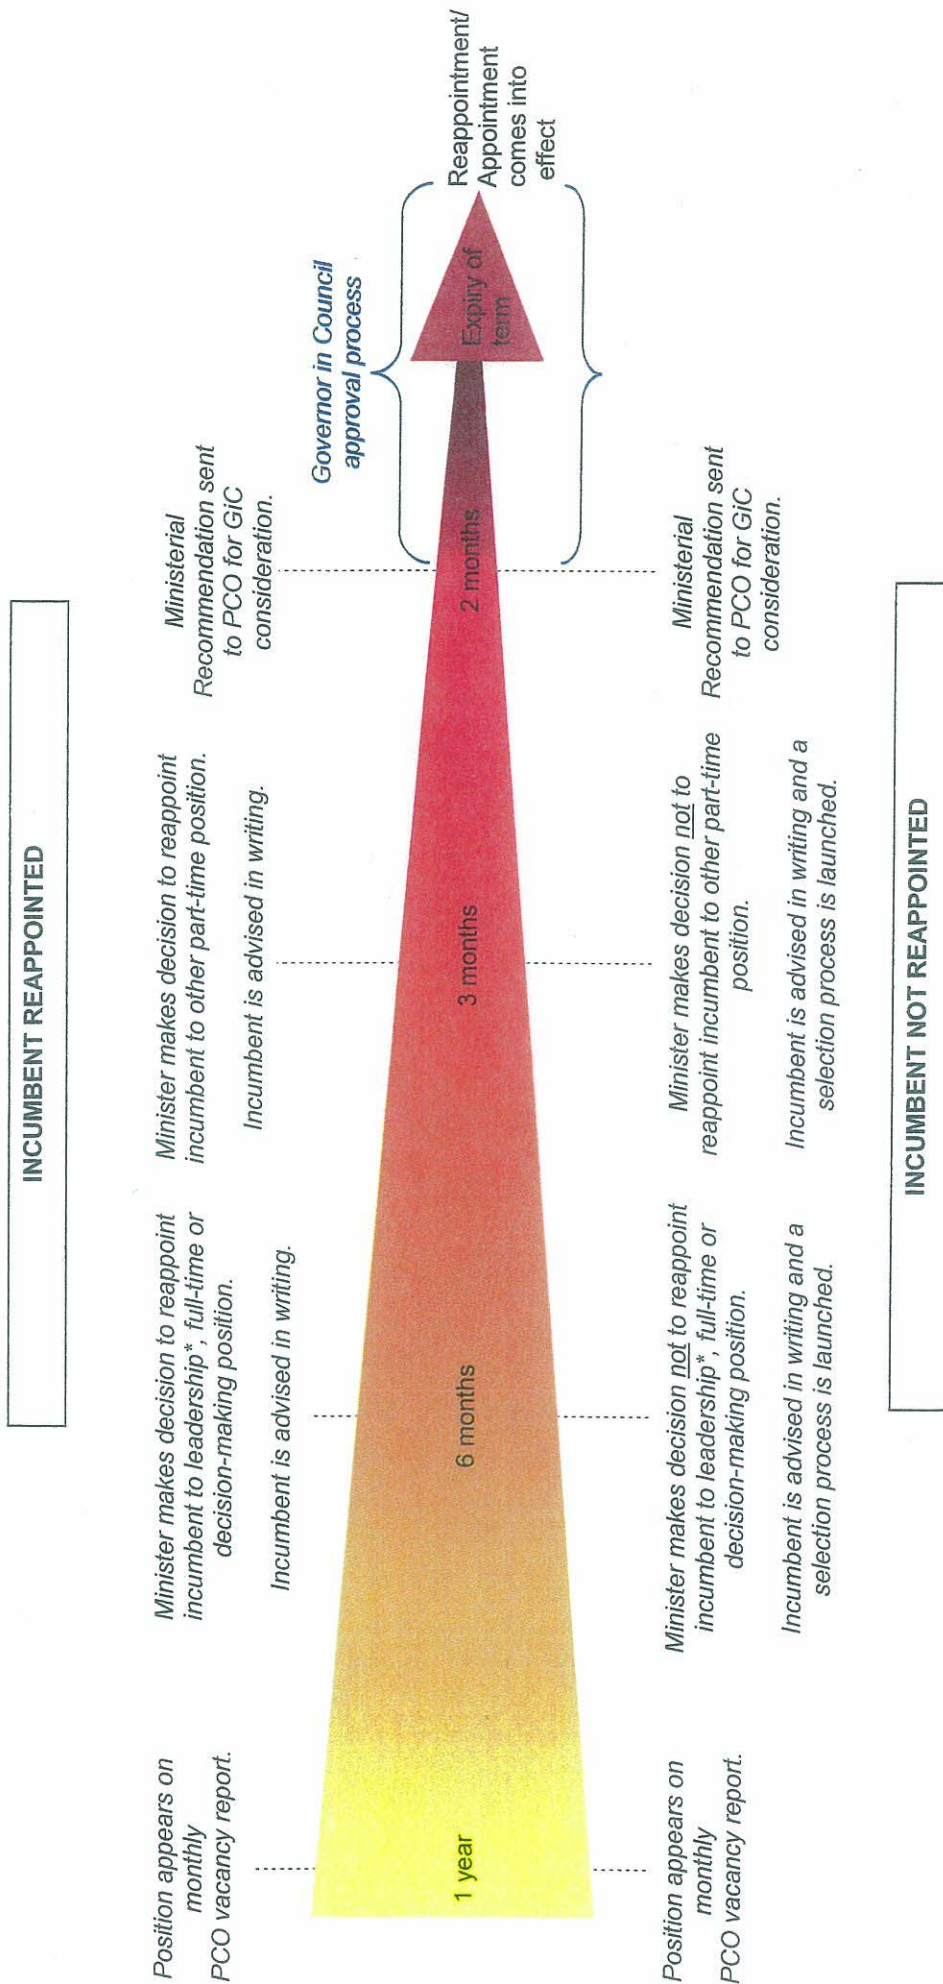 INCUMBENT REAPPOINTED
Position appears on
monthly
PCO vacancy report.
Minister makes decision to reappoint
incumbent to leadership*, full-time or
decision-making position.
Incumbent is advised in writing.
Minister makes decision to reappoint
incumbent to other part-time position.
Incumbent is advised in writing.
Ministerial
Recommendation sent
to PCO for GiC
consideration.
Governor in Council
approval process
1 year
6 months
3 months
2 months
Expiry of
term
Reappointment/
Appointment
comes into
effect
Position appears on
monthly
PCO vacancy report.
Minister makes decision not to reappoint
incumbent to leadership*, full-time or
decision-making position.
Incumbent is advised in writing and a
selection process is launched.
Minister makes decision not to
reappoint incumbent to other part-time
position.
Incumbent is advised in writing and a
selection process is launched.
Ministerial
Recommendation sent
to PCO for GiC
consideration.
INCUMBENT NOT REAPPOINTED